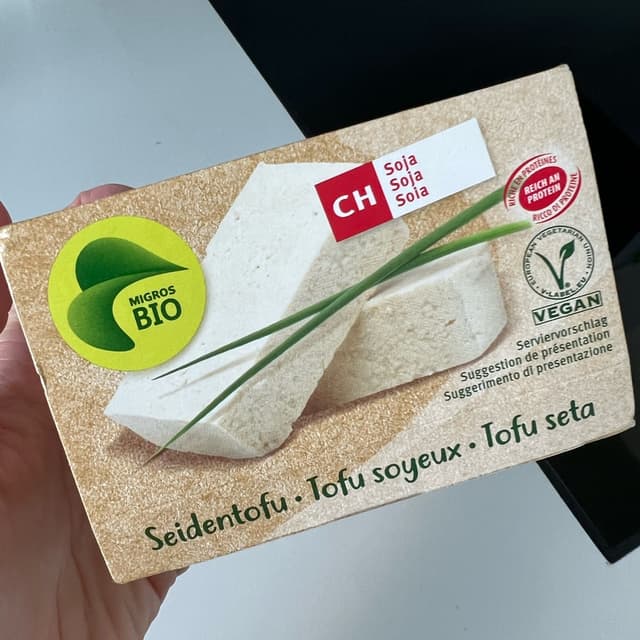 MIGROS
BIO
CH
Soja
Soja
Soia
RICHE EN PROTÉINES
REICH AN
PROTEIN
RICCO DI PROTEINE
EUROPEAN VEGETARIAN UNION
V-LABEL.EU
VEGAN
Serviervorschlag
Suggestion de présentation
Suggerimento di presentazione
Seidentofu · Tofu soyeux · Tofu seta